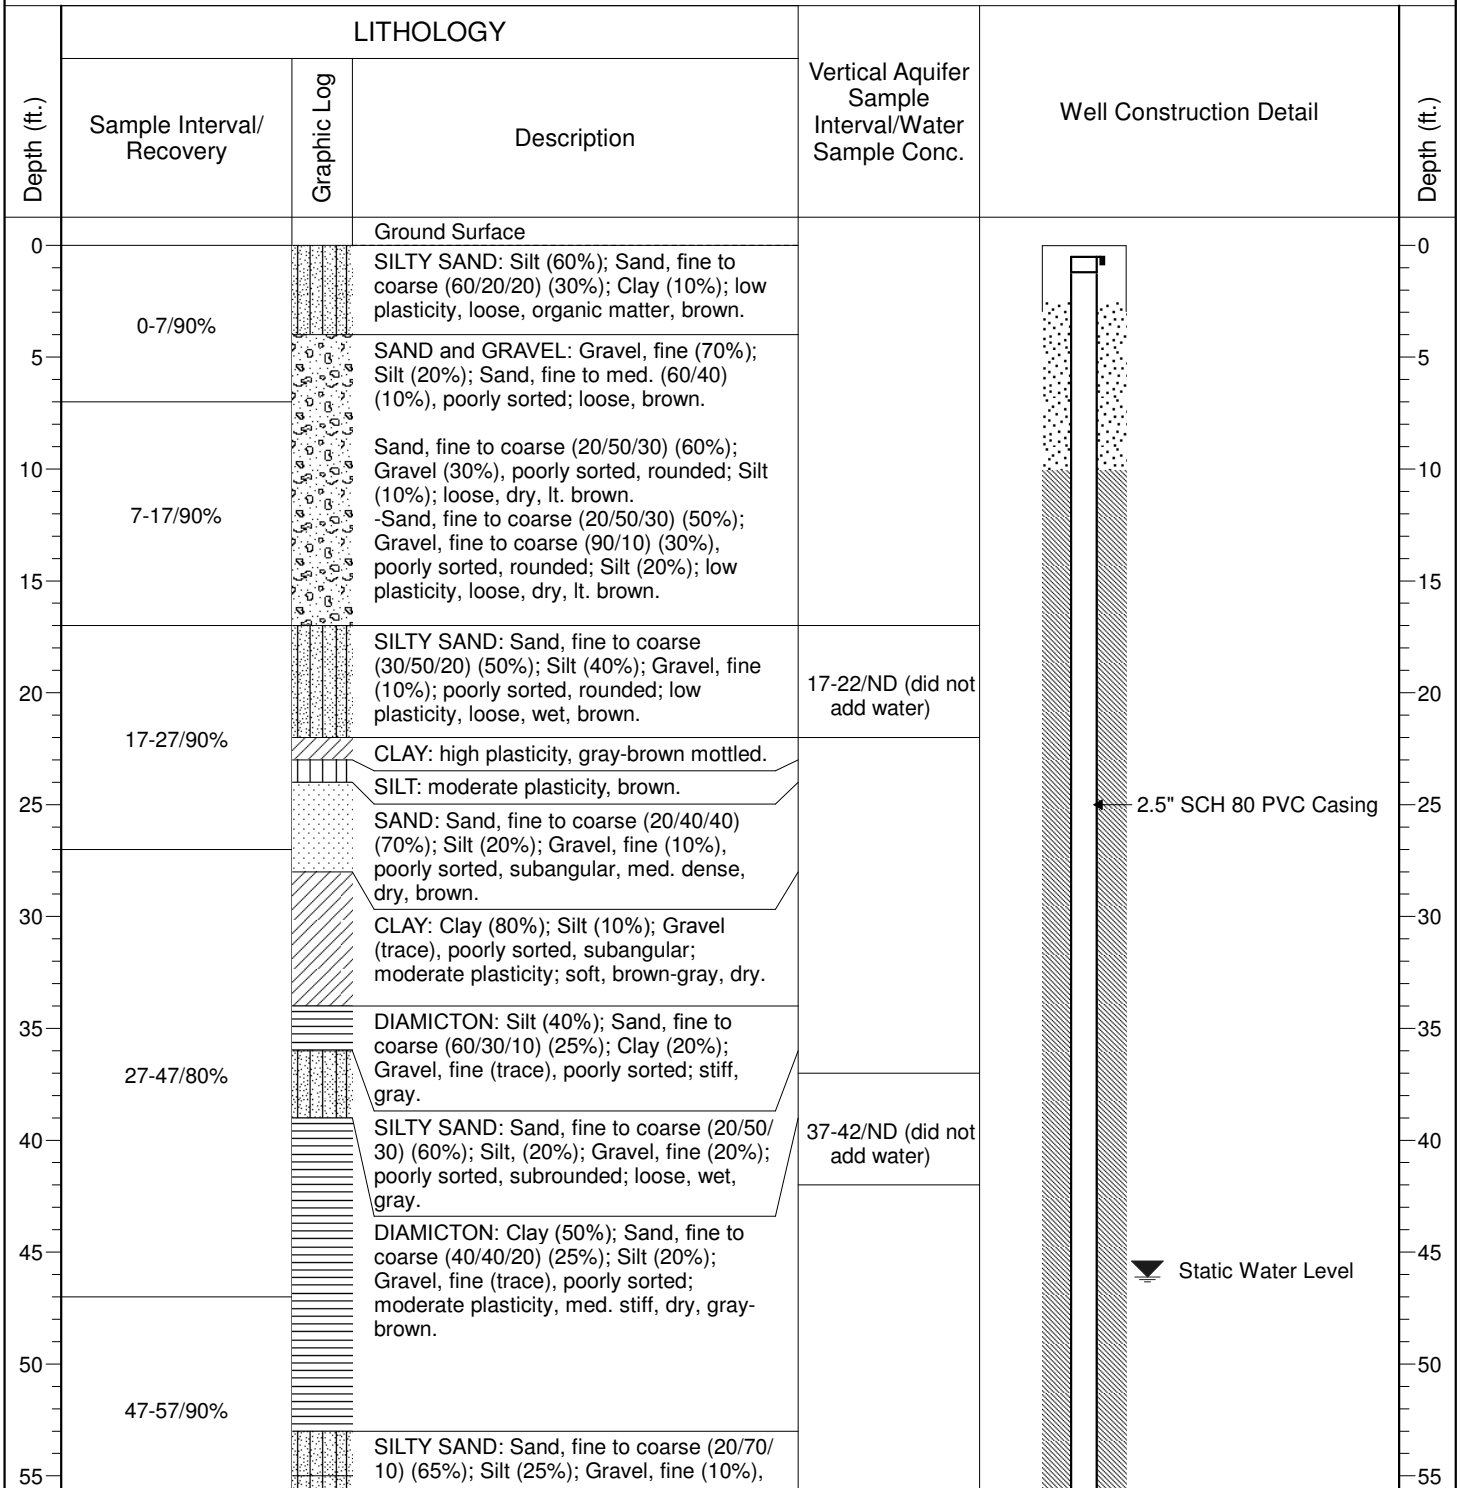 LITHOLOGY
Depth (ft.)
Sample Interval/
Recovery
Graphic Log
Description
Vertical Aquifer
Sample
Interval/Water
Sample Conc.
Well Construction Detail
Depth (ft.)
Ground Surface
0
0
SILTY SAND: Silt (60%); Sand, fine to
coarse (60/20/20) (30%); Clay (10%); low
plasticity, loose, organic matter, brown.
0-7/90%
5
5
SAND and GRAVEL: Gravel, fine (70%);
Silt (20%); Sand, fine to med. (60/40)
(10%), poorly sorted; loose, brown.
Sand, fine to coarse (20/50/30) (60%);
Gravel (30%), poorly sorted, rounded; Silt
(10%); loose, dry, lt. brown.
10
10
-Sand, fine to coarse (20/50/30) (50%);
Gravel, fine to coarse (90/10) (30%),
poorly sorted, rounded; Silt (20%); low
plasticity, loose, dry, lt. brown.
7-17/90%
15
15
SILTY SAND: Sand, fine to coarse
(30/50/20) (50%); Silt (40%); Gravel, fine
(10%); poorly sorted, rounded; low
plasticity, loose, wet, brown.
17-22/ND (did not
add water)
20
20
17-27/90%
CLAY: high plasticity, gray-brown mottled.
SILT: moderate plasticity, brown.
25
2.5" SCH 80 PVC Casing
25
SAND: Sand, fine to coarse (20/40/40)
(70%); Silt (20%); Gravel, fine (10%),
poorly sorted, subangular, med. dense,
dry, brown.
30
30
CLAY: Clay (80%); Silt (10%); Gravel
(trace), poorly sorted, subangular;
moderate plasticity; soft, brown-gray, dry.
35
35
DIAMICTON: Silt (40%); Sand, fine to
coarse (60/30/10) (25%); Clay (20%);
Gravel, fine (trace), poorly sorted; stiff,
gray.
27-47/80%
SILTY SAND: Sand, fine to coarse (20/50/
30) (60%); Silt, (20%); Gravel, fine (20%);
poorly sorted, subrounded; loose, wet,
gray.
37-42/ND (did not
add water)
40
40
DIAMICTON: Clay (50%); Sand, fine to
coarse (40/40/20) (25%); Silt (20%);
Gravel, fine (trace), poorly sorted;
moderate plasticity, med. stiff, dry, gray-
brown.
45
45
Static Water Level
50
50
47-57/90%
SILTY SAND: Sand, fine to coarse (20/70/
10) (65%); Silt (25%); Gravel, fine (10%),
55
55